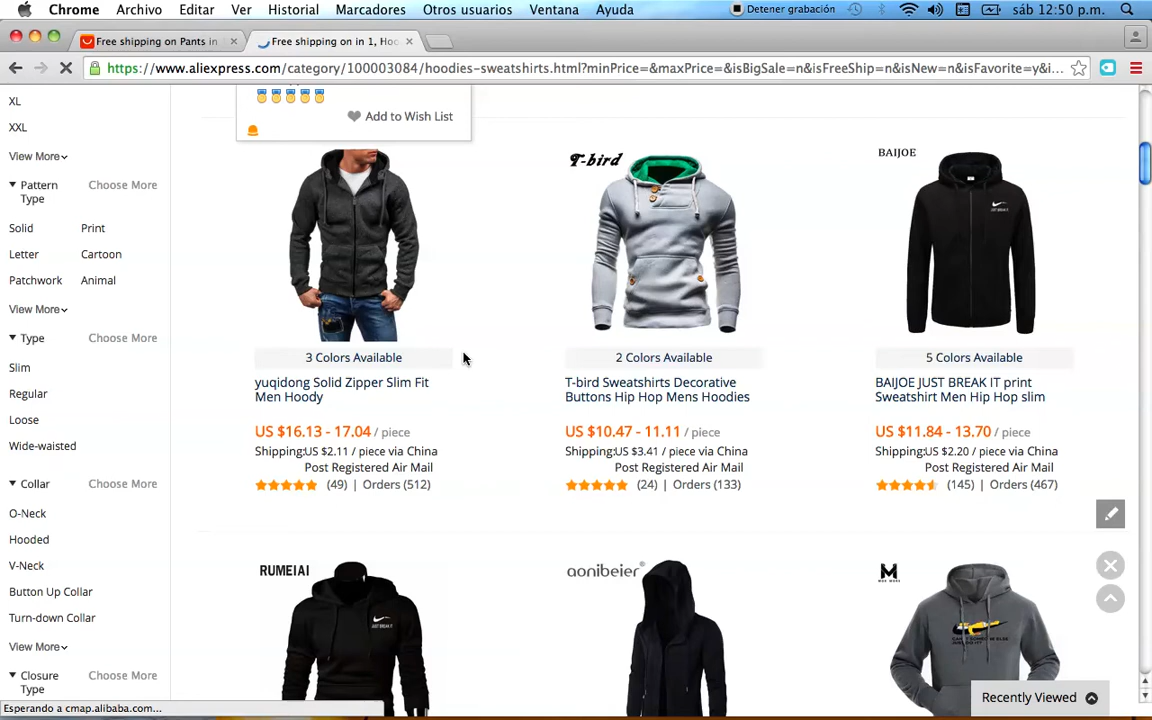 Chrome Archivo Editar Ver Historial Marcadores Otros usuarios Ventana Ayuda Detener grabación sáb 12:50 p.m.
Free shipping on Pants in Free shipping on in 1, Hoo
https://www.aliexpress.com/category/100003084/hoodies-sweatshirts.html?minPrice=&maxPrice=&isBigSale=n&isFreeShip=n&isNew=n&isFavorite=y&i...
XL
XXL
View More
Pattern Type Choose More
Solid Print
Letter Cartoon
Patchwork Animal
View More
Type Choose More
Slim
Regular
Loose
Wide-waisted
Collar Choose More
O-Neck
Hooded
V-Neck
Button Up Collar
Turn-down Collar
View More
Closure Type Choose More
Add to Wish List
3 Colors Available
yuqidong Solid Zipper Slim Fit
Men Hoody
US $16.13 - 17.04 / piece
Shipping:US $2.11 / piece via China
Post Registered Air Mail
(49) | Orders (512)
T-bird
2 Colors Available
T-bird Sweatshirts Decorative
Buttons Hip Hop Mens Hoodies
US $10.47 - 11.11 / piece
Shipping:US $3.41 / piece via China
Post Registered Air Mail
(24) | Orders (133)
BAIJOE
JUST BREAK IT
5 Colors Available
BAIJOE JUST BREAK IT print
Sweatshirt Men Hip Hop slim
US $11.84 - 13.70 / piece
Shipping:US $2.20 / piece via China
Post Registered Air Mail
(145) | Orders (467)
RUMEIAI
JUST BREAK IT
aonibeier
M
Recently Viewed
Esperando a cmap.alibaba.com...